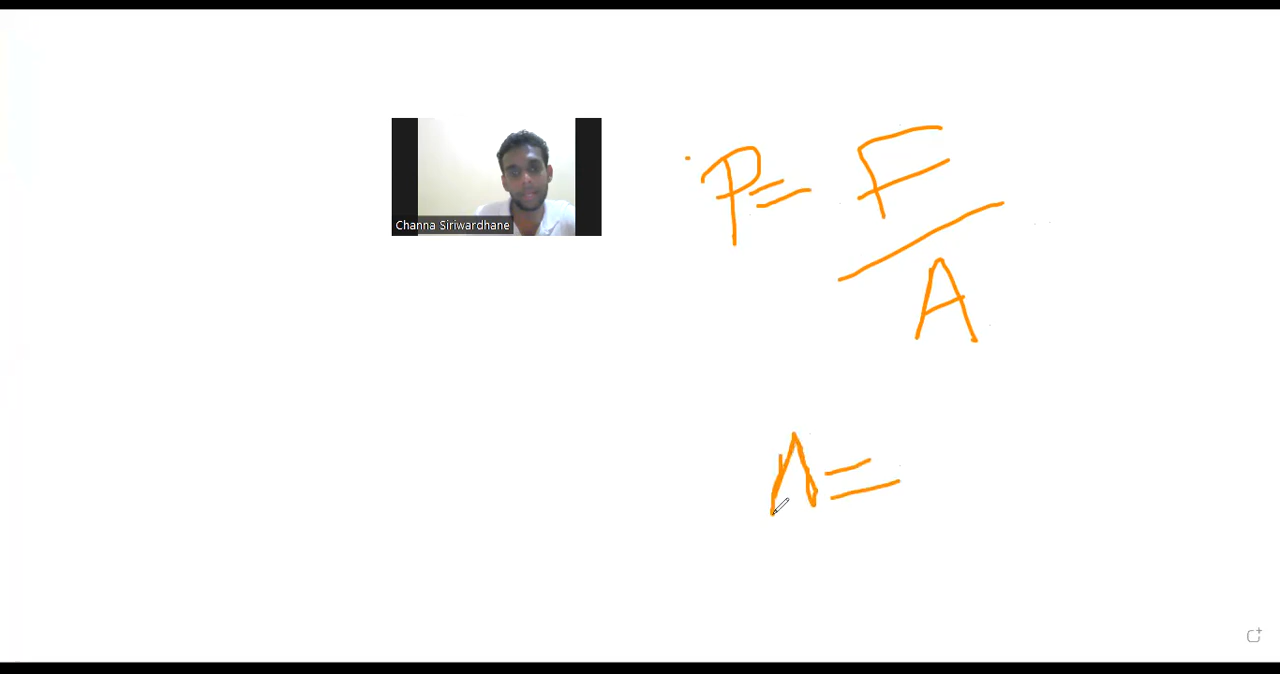 Channa Siriwardhane
P = F
A
A =